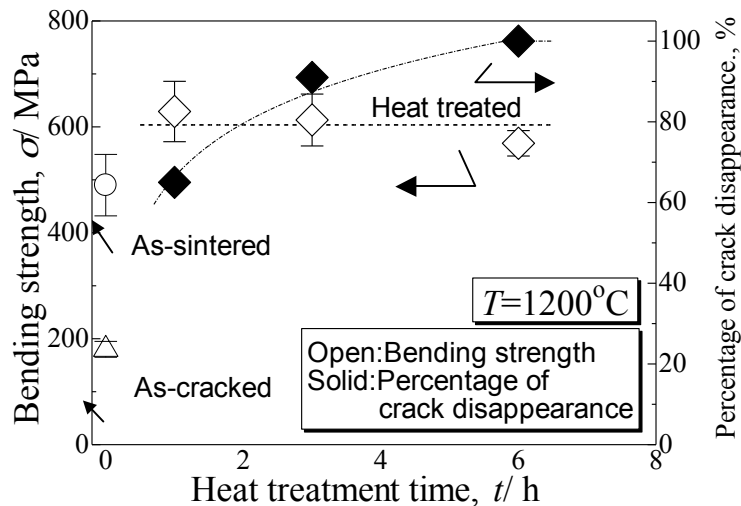 800
600
400
200
0
Bending strength, σ/ MPa
100
80
60
40
20
0
Percentage of crack disappearance., %
Heat treated
As-sintered
As-cracked
T=1200°C
Open:Bending strength
Solid:Percentage of
crack disappearance
0 2 4 6 8
Heat treatment time, t/ h